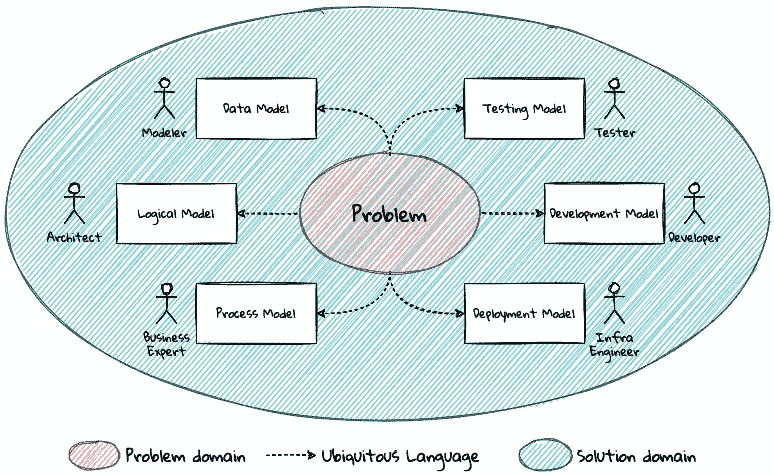 Data Model
Testing Model
Modeler
Tester
Logical Model
Problem
Development Model
Architect
Developer
Process Model
Deployment Model
Business
Expert
Infra
Engineer
Problem domain
Ubiquitous Language
Solution domain